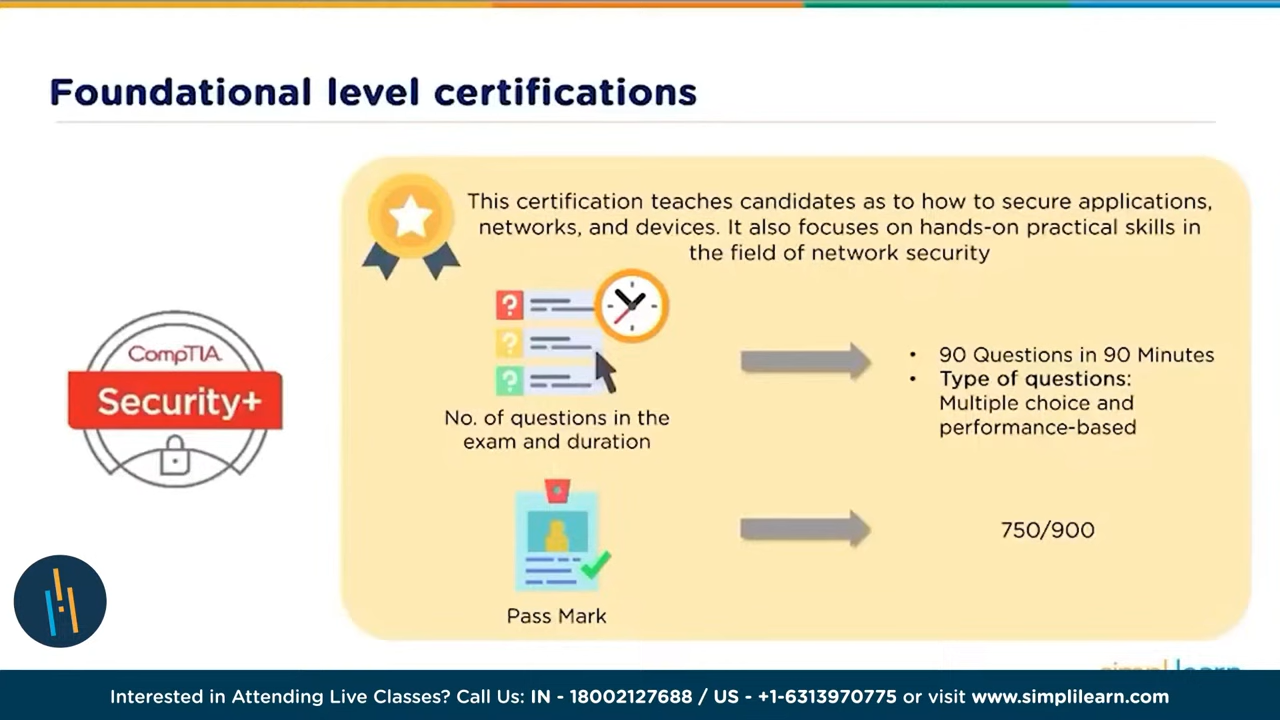 Foundational level certifications
This certification teaches candidates as to how to secure applications,
networks, and devices. It also focuses on hands-on practical skills in
the field of network security
CompTIA.
Security+
?
?
?
No. of questions in the
exam and duration
• 90 Questions in 90 Minutes
• Type of questions:
Multiple choice and
performance-based
Pass Mark
750/900
simplilearn
Interested in Attending Live Classes? Call Us: IN - 18002127688 / US - +1-6313970775 or visit www.simplilearn.com